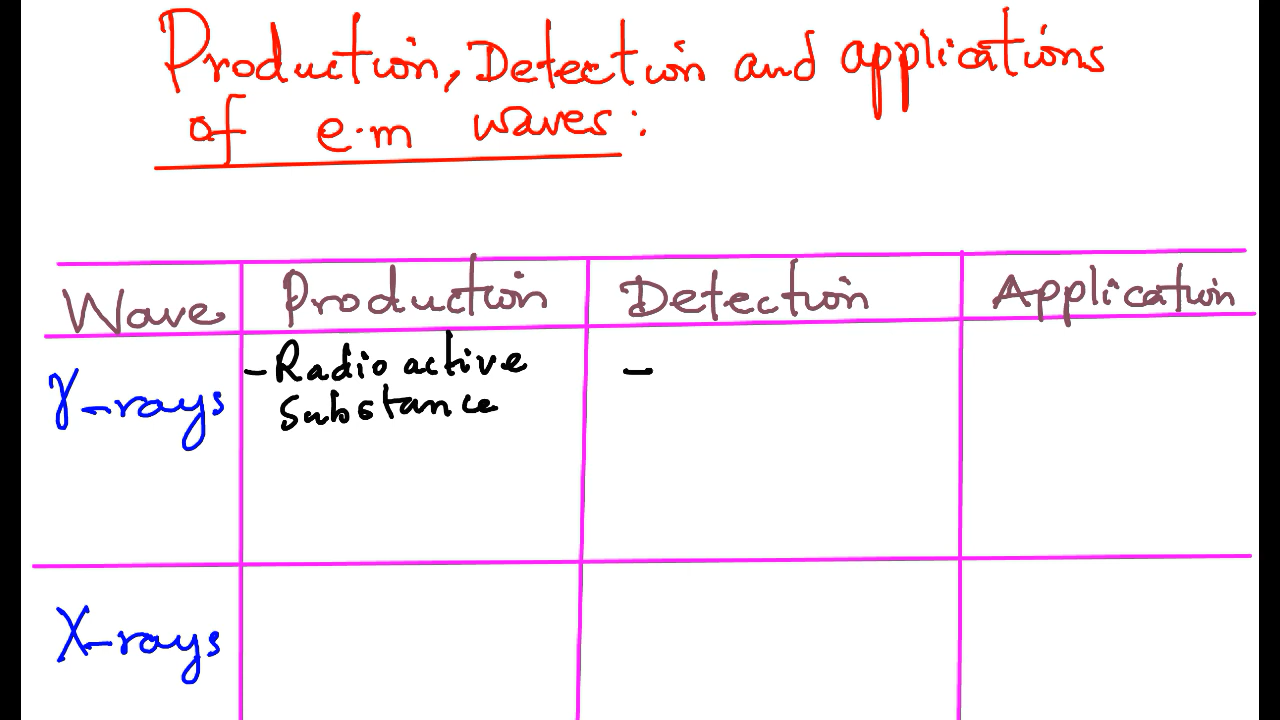 Production, Detection and applications
of e.m waves:
Wave Production Detection Application
γ-rays - Radio active
Substance
-
X-rays